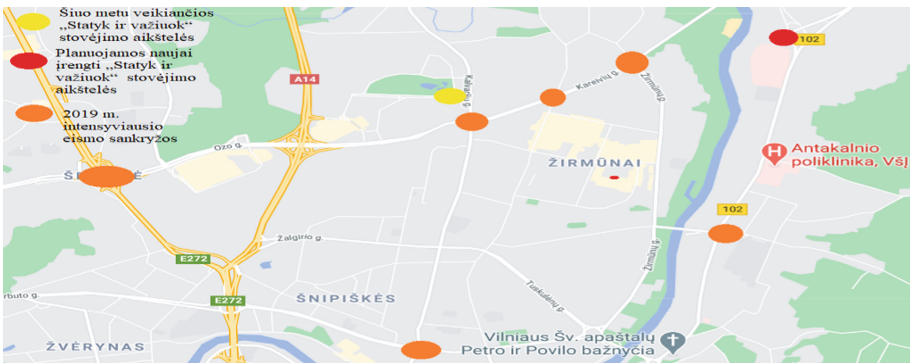 Šiuo metu veikiančios
„Statyk ir važiuok“
stovėjimo aikštelės
Planuojamos naujai
įrengti „Statyk ir
važiuok“ stovėjimo
aikštelės
2019 m.
intensyviausio
eismo sankryžos
A14
Kalvarijų g.
Kareivių g.
Žirmūnų g.
102
Ozo g.
ŽIRMŪNAI
Antakalnio
poliklinika, VšĮ
102
Žalgirio g.
E272
Žirmūnų g.
E272
ŠNIPIŠKĖS
Tuskulėnų g.
ŽVĖRYNAS
Vilniaus Šv. apaštalų
Petro ir Povilo bažnyčia